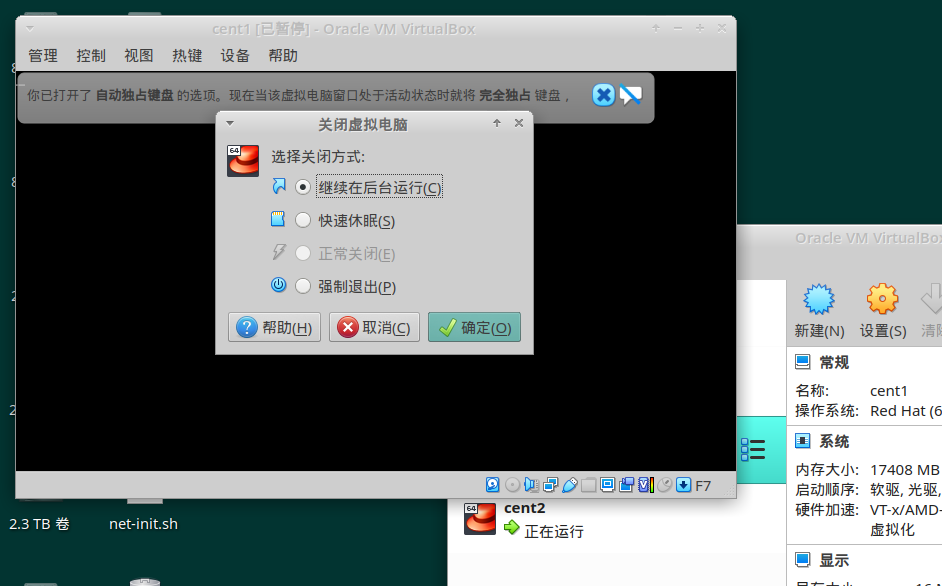 cent1 [已暂停] - Oracle VM VirtualBox
管理 控制 视图 热键 设备 帮助
你已打开了 自动独占键盘 的选项。现在当该虚拟电脑窗口处于活动状态时就将 完全独占 键盘，
关闭虚拟电脑
64
选择关闭方式:
继续在后台运行(C)
快速休眠(S)
正常关闭(E)
强制退出(P)
帮助(H) 取消(C) 确定(O)
F7
Oracle VM VirtualBo
新建(N) 设置(S) 清除
常规
名称: cent1
操作系统: Red Hat (6
系统
内存大小: 17408 MB
启动顺序: 软驱, 光驱,
硬件加速: VT-x/AMD-
虚拟化
显示
cent2
64
正在运行
2.3 TB 卷
net-init.sh